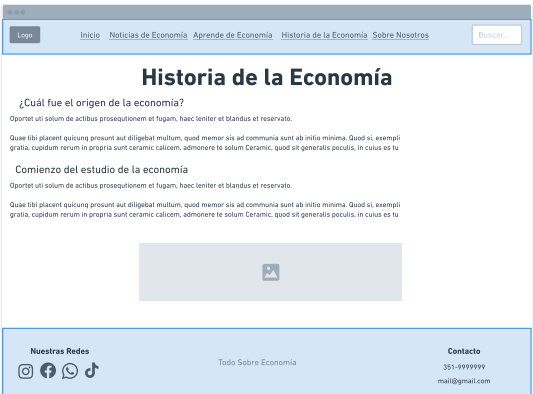 Logo
Inicio Noticias de Economía Aprende de Economía Historia de la Economía Sobre Nosotros
Buscar...
Historia de la Economía
¿Cuál fue el origen de la economía?
Oportet uti solum de actibus prosequtionem et fugam, haec leniter et blandus et reservato.
Quae tibi placent quicunq prosunt aut diligebat multum, quod memor sis ad communia sunt ab initio minima. Quod si, exempli
gratia, cupidum rerum in propria sunt ceramic calicem, admonere te solum Ceramic, quod sit generalis poculis, in cuius es tu
Comienzo del estudio de la economía
Oportet uti solum de actibus prosequtionem et fugam, haec leniter et blandus et reservato.
Quae tibi placent quicunq prosunt aut diligebat multum, quod memor sis ad communia sunt ab initio minima. Quod si, exempli
gratia, cupidum rerum in propria sunt ceramic calicem, admonere te solum Ceramic, quod sit generalis poculis, in cuius es tu
Nuestras Redes
Todo Sobre Economía
Contacto
351-9999999
mail@gmail.com